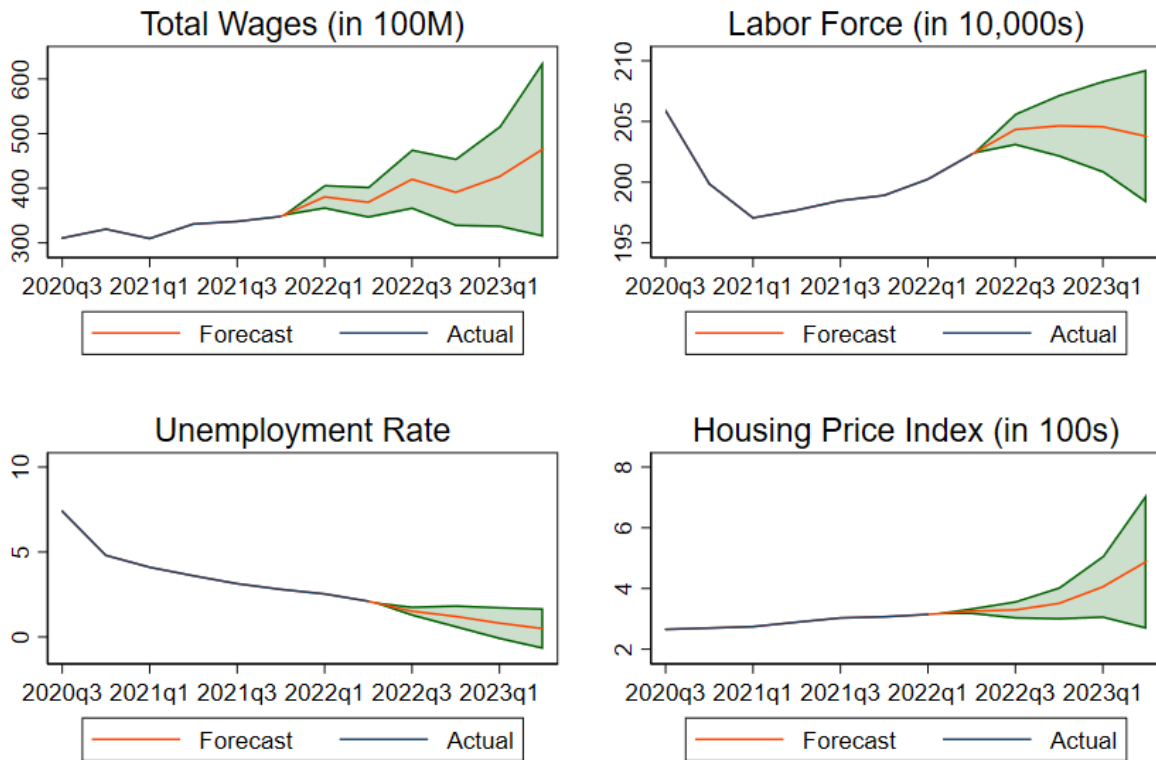 Total Wages (in 100M)
600
500
400
300
2020q3 2021q1 2021q3 2022q1 2022q3 2023q1
Forecast Actual
Labor Force (in 10,000s)
210
205
200
195
2020q3 2021q1 2021q3 2022q1 2022q3 2023q1
Forecast Actual
Unemployment Rate
10
5
0
2020q3 2021q1 2021q3 2022q1 2022q3 2023q1
Forecast Actual
Housing Price Index (in 100s)
8
6
4
2
2020q3 2021q1 2021q3 2022q1 2022q3 2023q1
Forecast Actual